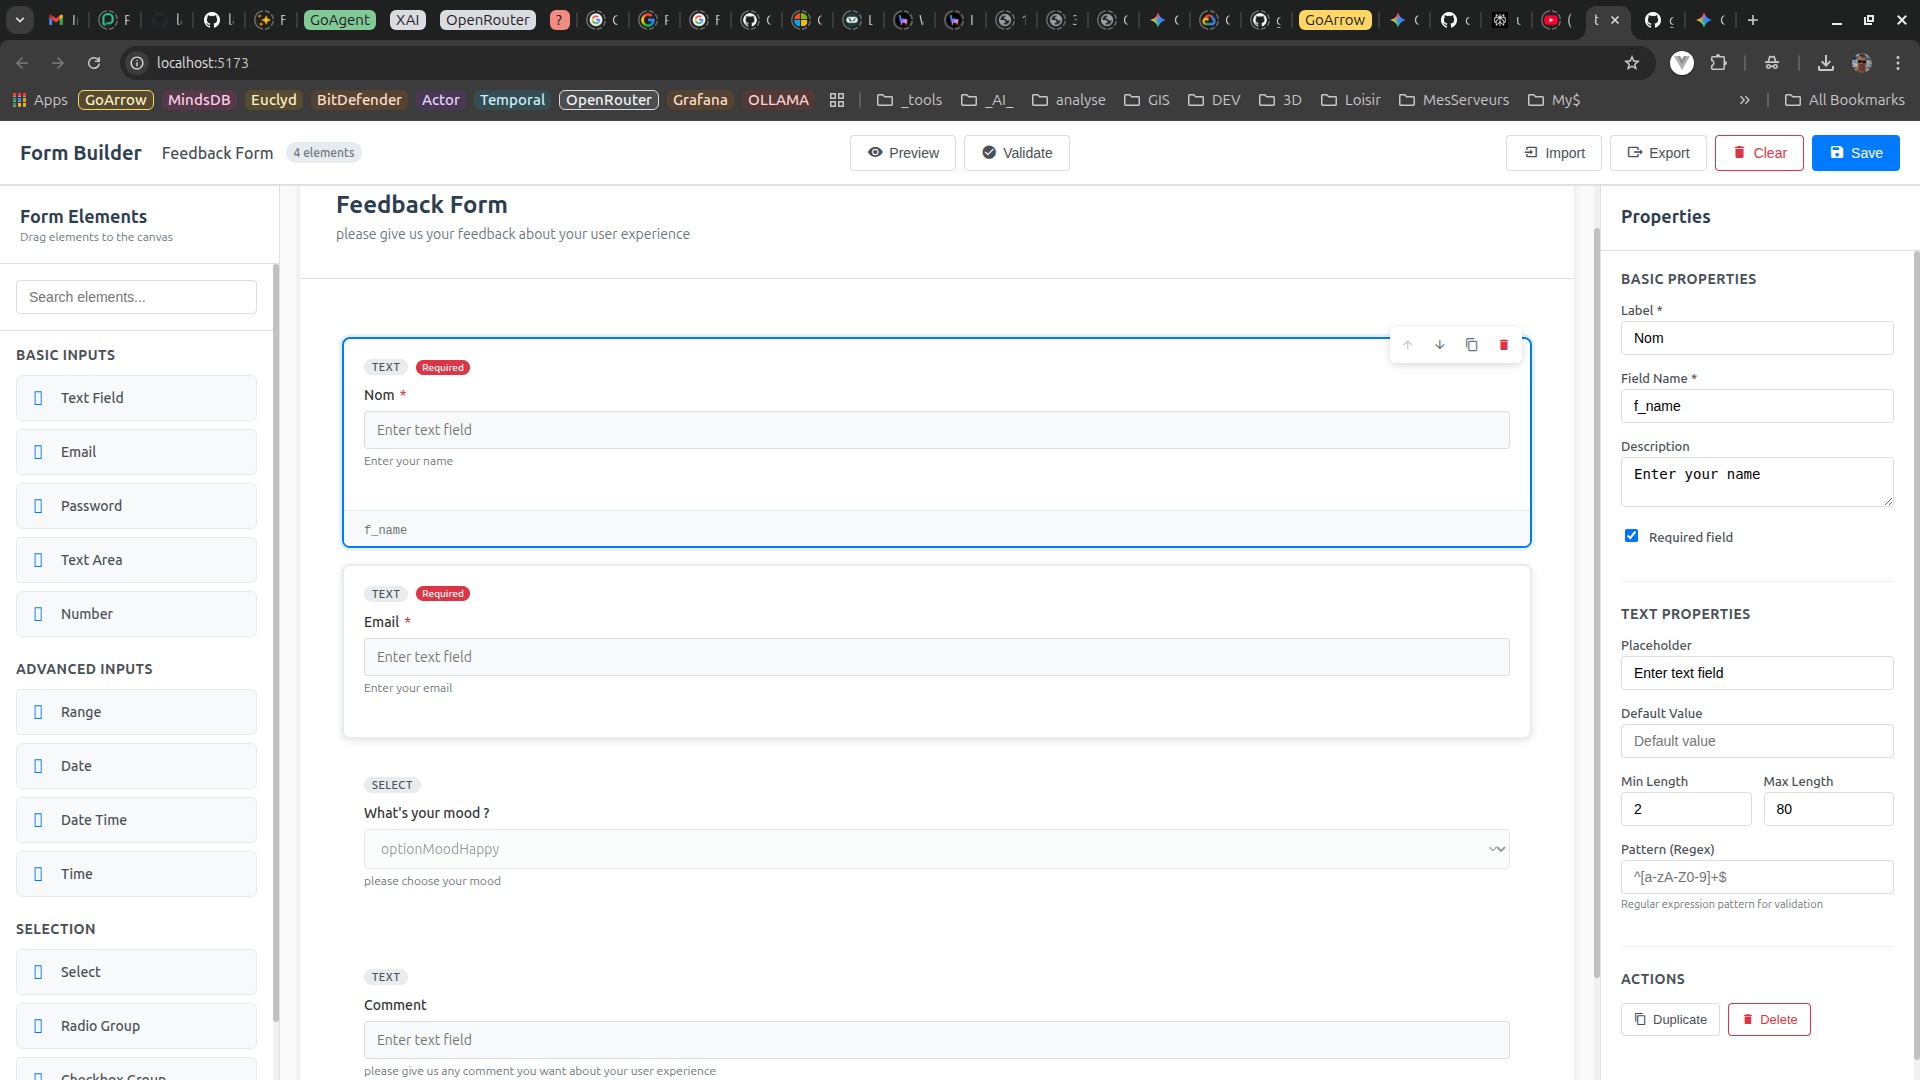 GoAgent
XAI
OpenRouter
?
GoArrow
localhost:5173
Apps
GoArrow
MindsDB
Euclyd
BitDefender
Actor
Temporal
OpenRouter
Grafana
OLLAMA
_tools
_AI_
analyse
GIS
DEV
3D
Loisir
MesServeurs
My$
»
All Bookmarks
Form Builder
Feedback Form
4 elements
Preview
Validate
Import
Export
Clear
Save
Form Elements
Drag elements to the canvas
Search elements...
BASIC INPUTS
Text Field
Email
Password
Text Area
Number
ADVANCED INPUTS
Range
Date
Date Time
Time
SELECTION
Select
Radio Group
Checkbox Group
Feedback Form
please give us your feedback about your user experience
TEXT Required
Nom *
Enter text field
Enter your name
f_name
TEXT Required
Email *
Enter text field
Enter your email
SELECT
What's your mood ?
optionMoodHappy
please choose your mood
TEXT
Comment
Enter text field
please give us any comment you want about your user experience
Properties
BASIC PROPERTIES
Label *
Nom
Field Name *
f_name
Description
Enter your name
Required field
TEXT PROPERTIES
Placeholder
Enter text field
Default Value
Default value
Min Length Max Length
2 80
Pattern (Regex)
^[a-zA-Z0-9]+$
Regular expression pattern for validation
ACTIONS
Duplicate
Delete